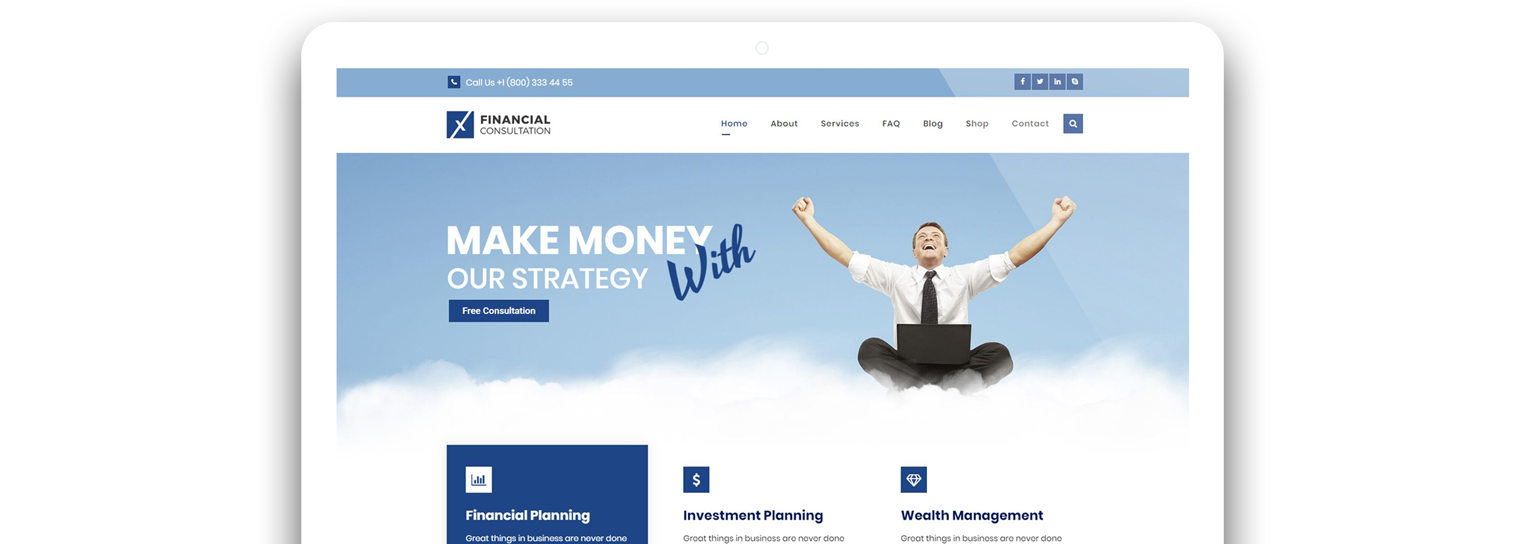 Call Us +1 (800) 333 44 55
FINANCIAL
CONSULTATION
Home About Services FAQ Blog Shop Contact
MAKE MONEY
With
OUR STRATEGY
Free Consultation
Financial Planning
Great things in business are never done
Investment Planning
Great things in business are never done
Wealth Management
Great things in business are never done